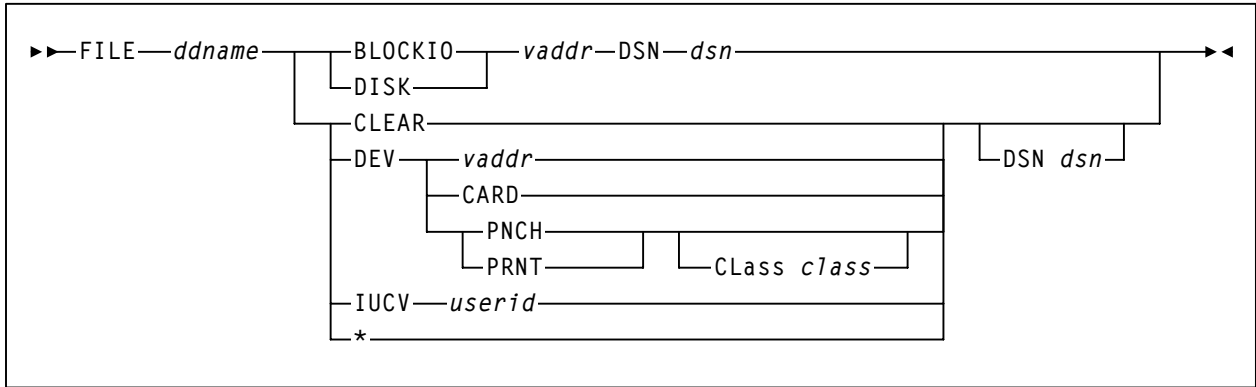 FILE ddname BLOCKIO vaddr DSN dsn
DISK
CLEAR
DEV vaddr DSN dsn
CARD
PNCH
PRNT CLass class
IUCV userid
*